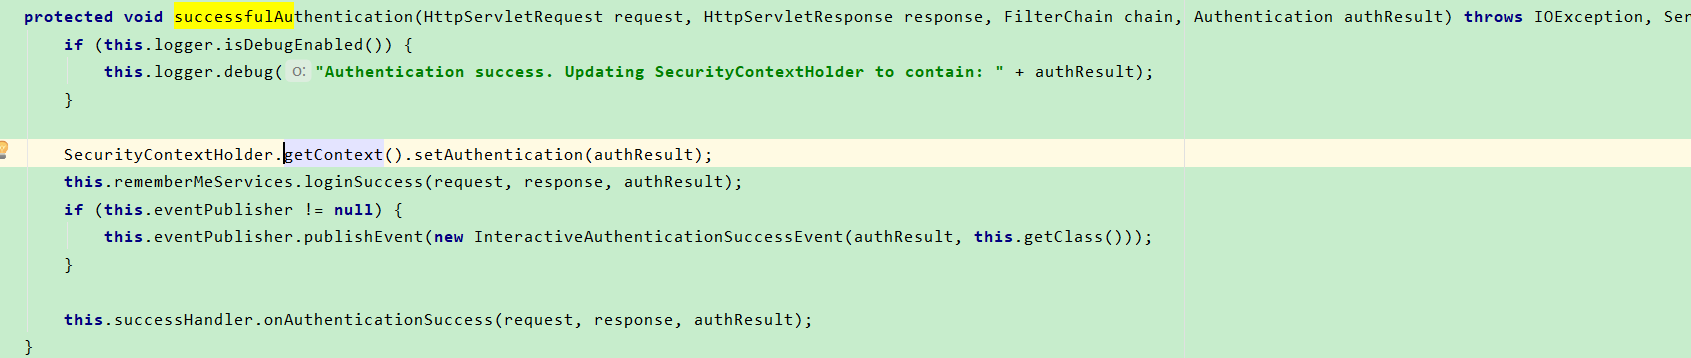 protected void successfulAuthentication(HttpServletRequest request, HttpServletResponse response, FilterChain chain, Authentication authResult) throws IOException, Ser
if (this.logger.isDebugEnabled()) {
this.logger.debug( o: "Authentication success. Updating SecurityContextHolder to contain: " + authResult);
}
SecurityContextHolder.getContext().setAuthentication(authResult);
this.rememberMeServices.loginSuccess(request, response, authResult);
if (this.eventPublisher != null) {
this.eventPublisher.publishEvent(new InteractiveAuthenticationSuccessEvent(authResult, this.getClass()));
}
this.successHandler.onAuthenticationSuccess(request, response, authResult);
}